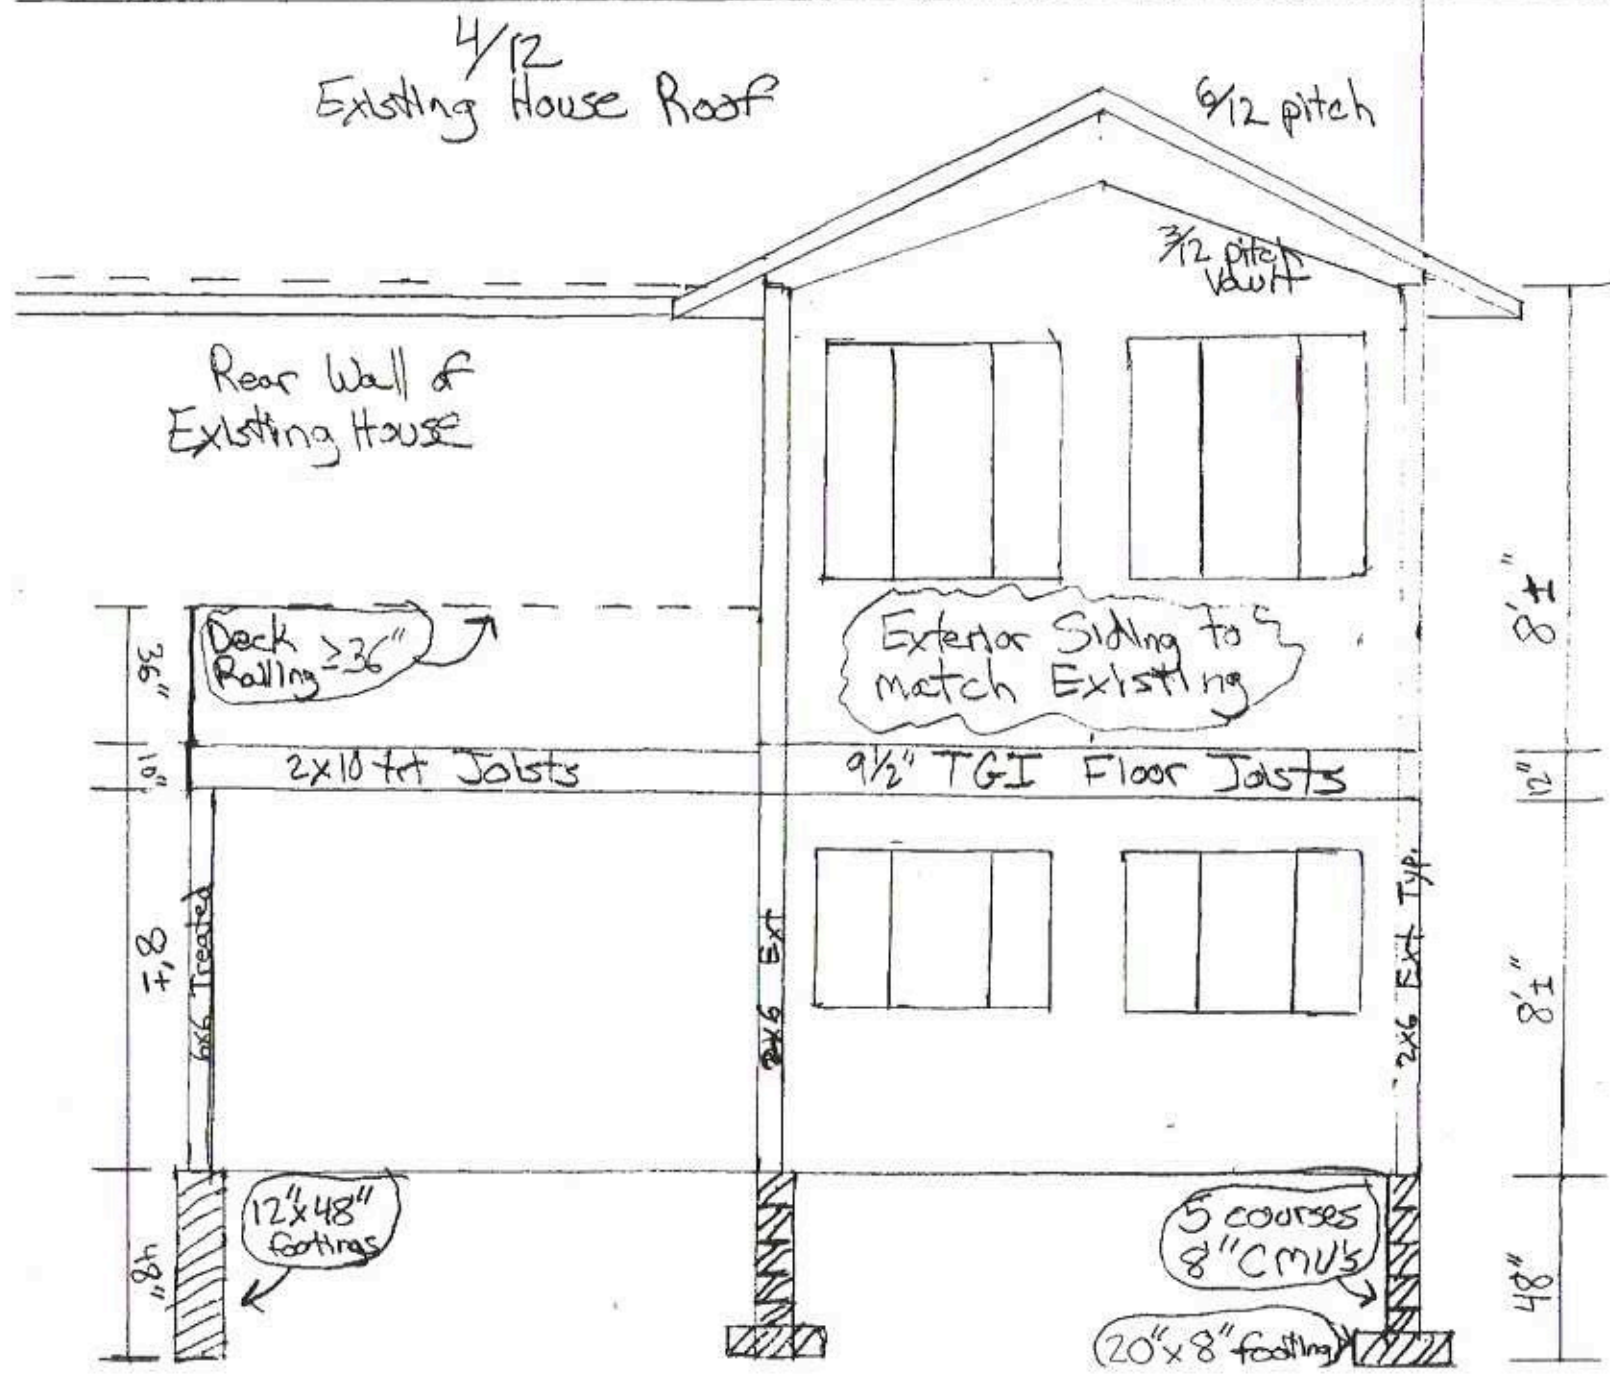 4/12
Existing House Roof
6/12 pitch
3/12 pitch
Vault
Rear Wall of
Existing House
Deck
Railing ≥36"
36"
Exterior Siding to
match Existing
8'±"
10"
2x10 trt Joists
9½" TGI Floor Joists
12"
8'±
6x6 Treated
2x6 Ext
2x6 Ext Typ.
8'±"
12"x48"
footings
48"
5 courses
8" CMU's
20"x8" footing
48"